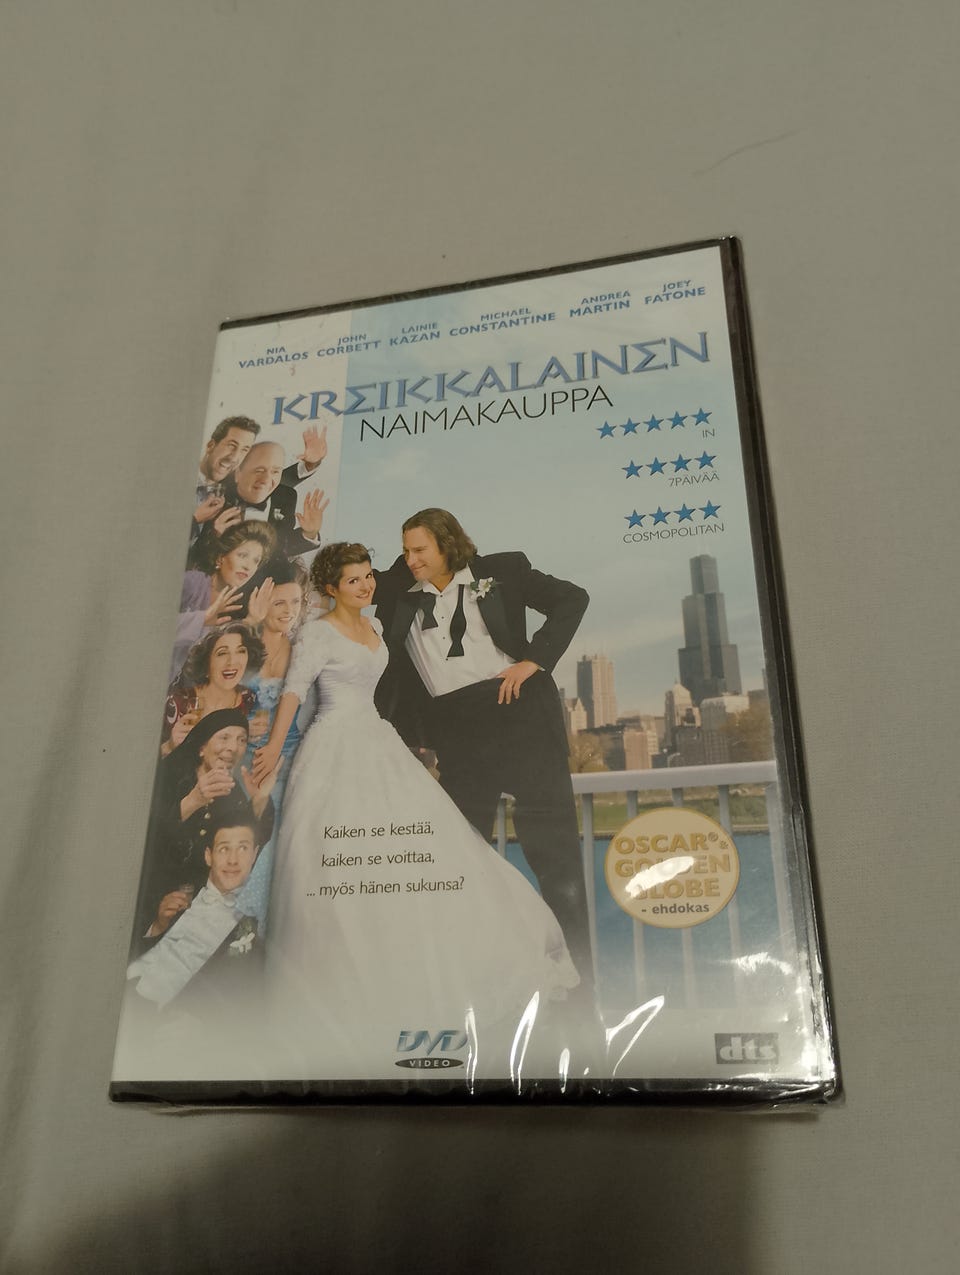 NIA VARDALOS JOHN CORBETT LAINIE KAZAN MICHAEL CONSTANTINE ANDREA MARTIN JOEY FATONE
KREIKKALAINEN
NAIMAKAUPPA
IN
7PÄIVÄÄ
COSMOPOLITAN
Kaiken se kestää,
kaiken se voittaa,
... myös hänen sukunsa?
OSCAR® &
GOLDEN
GLOBE
- ehdokas
DVD
VIDEO
dts